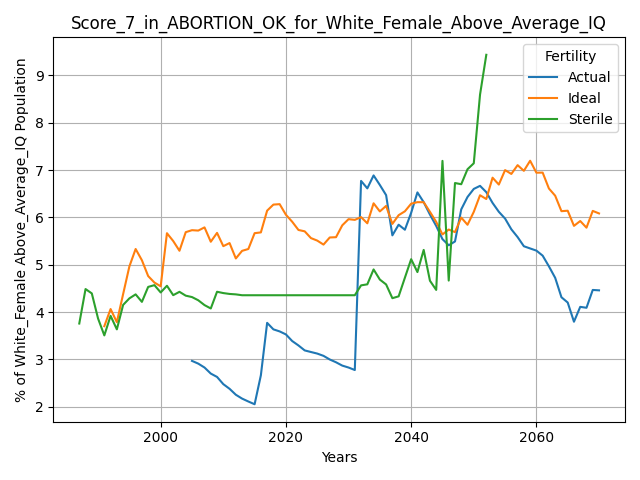 Score_7_in_ABORTION_OK_for_White_Female_Above_Average_IQ
% of White_Female Above_Average_IQ Population
9
8
7
6
5
4
3
2
Fertility
Actual
Ideal
Sterile
2000
2020
2040
2060
Years